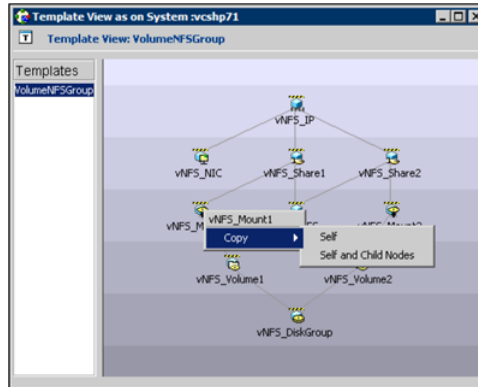 Template View as on System :vcshp71
Template View: VolumeNFSGroup
Templates
VolumeNFSGroup
vNFS_IP
vNFS_NIC
vNFS_Share1
vNFS_Share2
vNFS_Mount1
Copy
Self
Self and Child Nodes
vNFS_Volume1
vNFS_Volume2
vNFS_DiskGroup